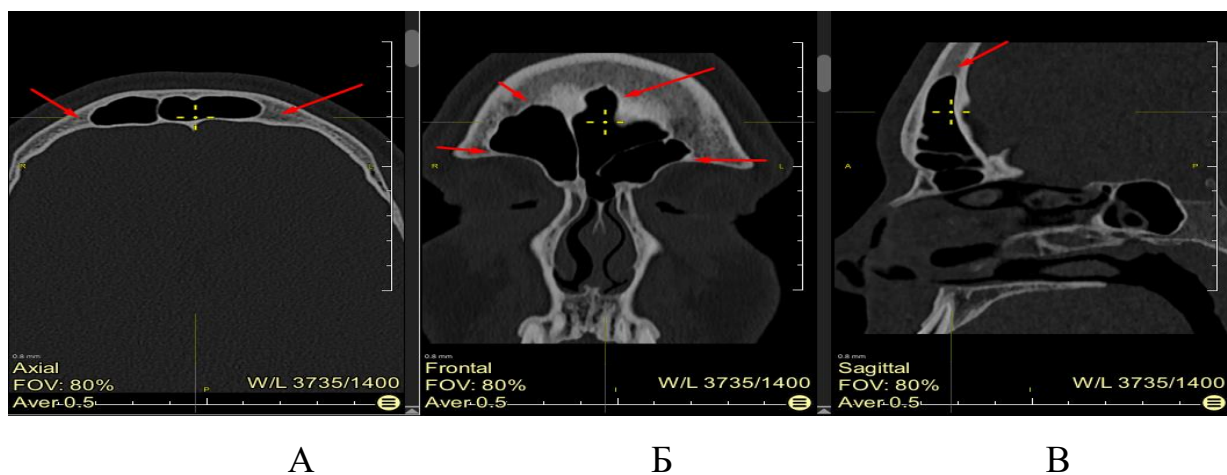 R
L
P
0.8 mm
Axial
FOV: 80%
W/L 3735/1400
Aver 0.5
R
L
I
0.8 mm
Frontal
FOV: 80%
W/L 3735/1400
Aver 0.5
A
P
I
0.8 mm
Sagittal
FOV: 80%
W/L 3735/1400
Aver 0.5
А
Б
В